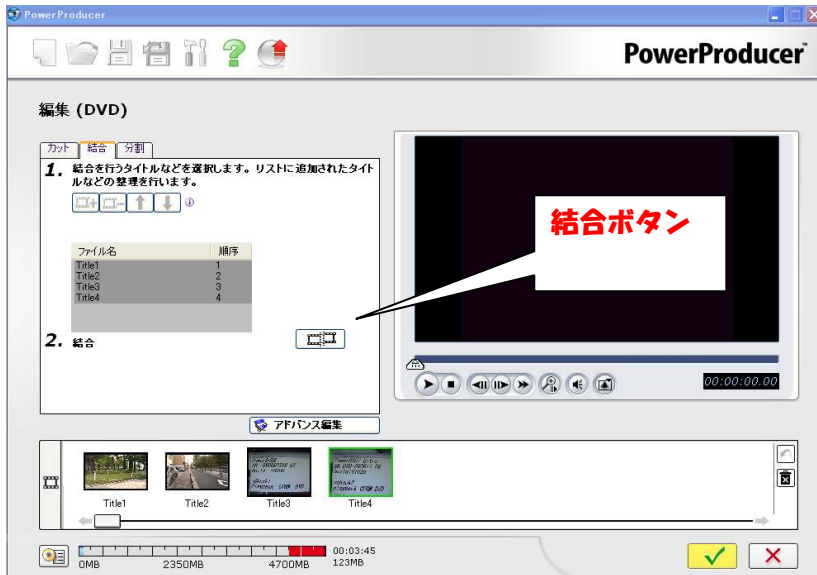 PowerProducer
PowerProducer
編集 (DVD)
カット 結合 分割
1. 結合を行うタイトルなどを選択します。リストに追加されたタイト
ルなどの整理を行います。
結合ボタン
ファイル名 順序
Title1 1
Title2 2
Title3 3
Title4 4
2. 結合
00:00:00.00
アドバンス編集
Title1 Title2 Title3 Title4
00:03:45
0MB 2350MB 4700MB 123MB